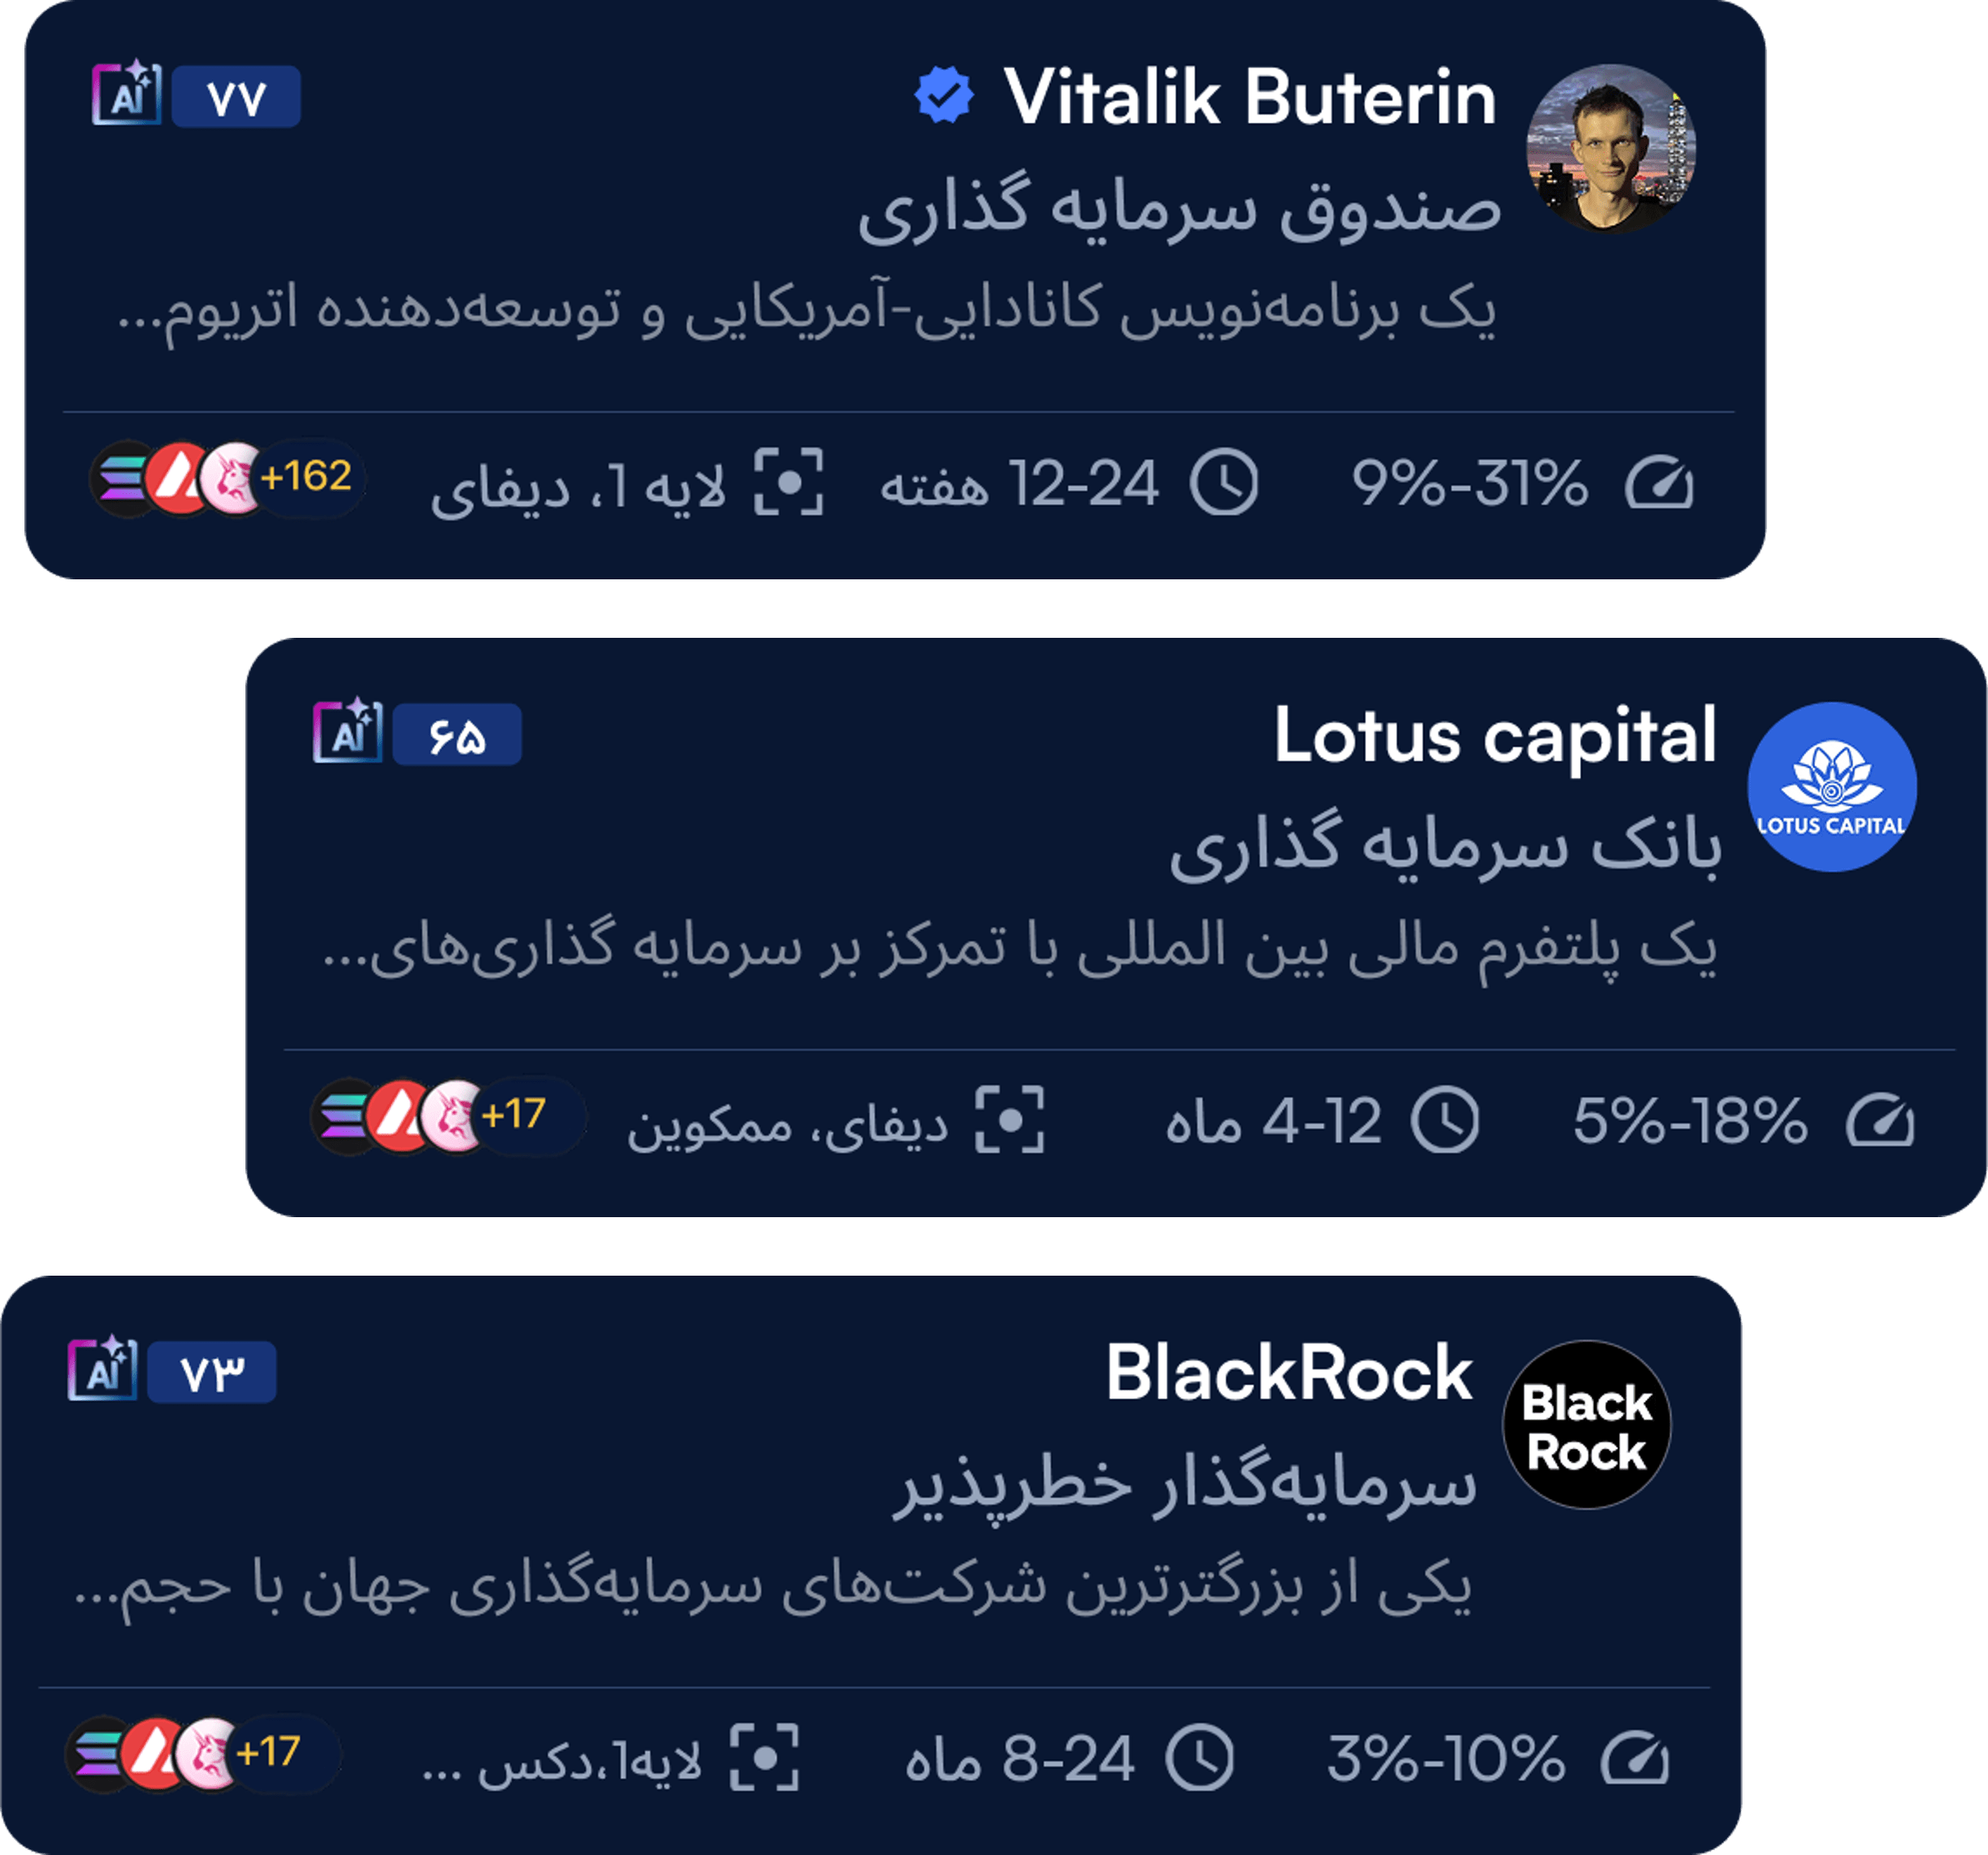 Vitalik Buterin
AI ۷۷
صندوق سرمایه گذاری
یک برنامه‌نویس کانادایی-آمریکایی و توسعه‌دهنده اتریوم...
9%-31%
12-24 هفته
لایه 1، دیفای
+162
Lotus capital
LOTUS CAPITAL
AI ۶۵
بانک سرمایه گذاری
یک پلتفرم مالی بین المللی با تمرکز بر سرمایه گذاری‌های...
5%-18%
4-12 ماه
دیفای، ممکوین
+17
BlackRock
Black
Rock
AI ۷۳
سرمایه‌گذار خطرپذیر
یکی از بزرگترترین شرکت‌های سرمایه‌گذاری جهان با حجم...
3%-10%
8-24 ماه
لایه1،دکس ...
+17